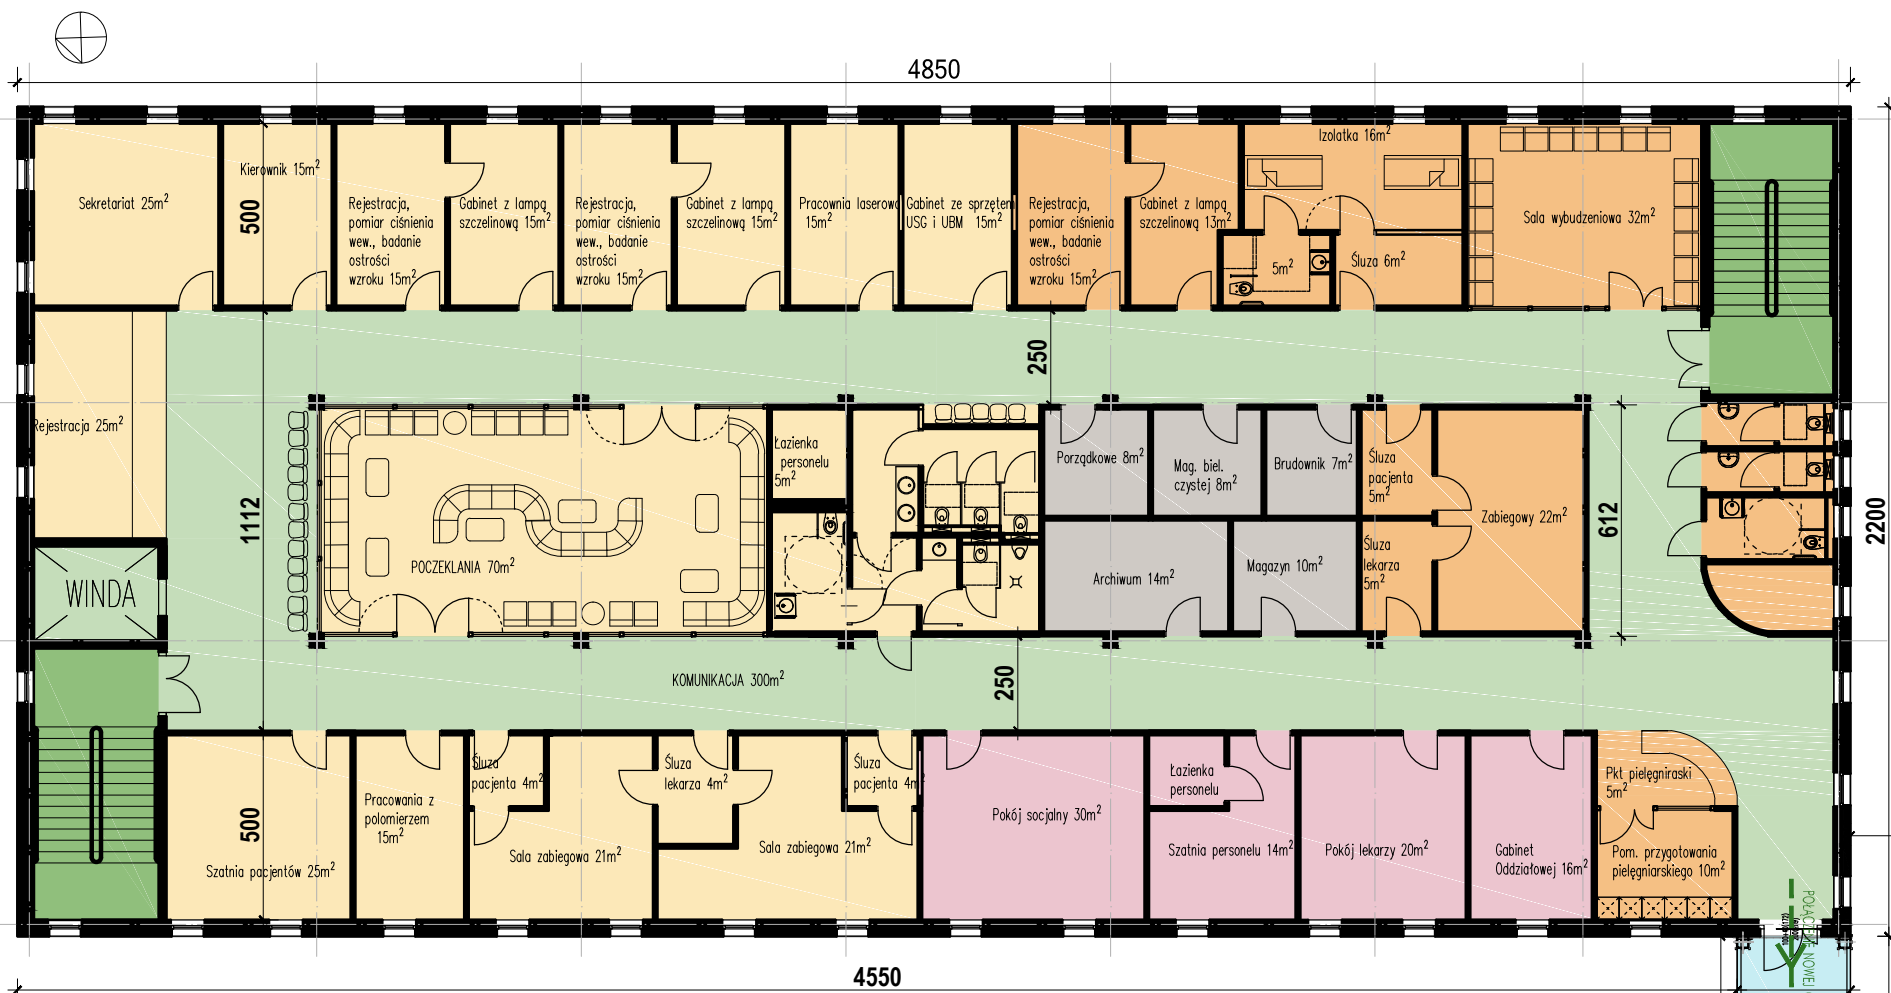 4850
Sekretariat 25m²
Kierownik 15m²
500
Rejestracja,
pomiar ciśnienia
wew., badanie
ostrości
wzroku 15m²
Gabinet z lampą
szczelinową 15m²
Rejestracja,
pomiar ciśnienia
wew., badanie
ostrości
wzroku 15m²
Gabinet z lampą
szczelinową 15m²
Pracownia laserowa
15m²
Gabinet ze sprzętem
USG i UBM 15m²
Rejestracja,
pomiar ciśnienia
wew., badanie
ostrości
wzroku 15m²
Gabinet z lampą
szczelinową 13m²
Izolatka 16m²
5m²
Śluza 6m²
Sala wybudzeniowa 32m²
250
Rejestracja 25m²
1112
WINDA
POCZEKLANIA 70m²
Łazienka
personelu
5m²
Porządkowe 8m²
Mag. biel.
czystej 8m²
Brudownik 7m²
Śluza
pacjenta
5m²
Zabiegowy 22m²
612
2200
Archiwum 14m²
Magazyn 10m²
Śluza
lekarza
5m²
KOMUNIKACJA 300m²
250
500
Szatnia pacjentów 25m²
Pracowania z
polomierzem
15m²
Śluza
pacjenta 4m²
Sala zabiegowa 21m²
Śluza
lekarza 4m²
Sala zabiegowa 21m²
Śluza
pacjenta 4m²
Pokój socjalny 30m²
Łazienka
personelu
Szatnia personelu 14m²
Pokój lekarzy 20m²
Gabinet
Oddziałowej 16m²
Pkt pielęgniraski
5m²
Pom. przygotowania
pielęgniarskiego 10m²
NOWEJ
4550